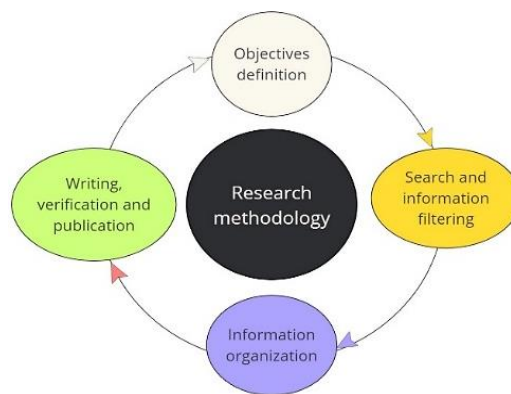 Objectives
definition
Search and
information
filtering
Information
organization
Writing,
verification and
publication
Research
methodology